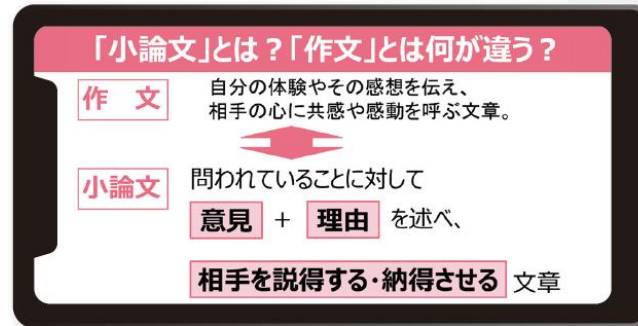 「小論文」とは？「作文」とは何が違う？
作　文
自分の体験やその感想を伝え、
相手の心に共感や感動を呼ぶ文章。
小論文
問われていることに対して
意見 + 理由 を述べ、
相手を説得する・納得させる 文章